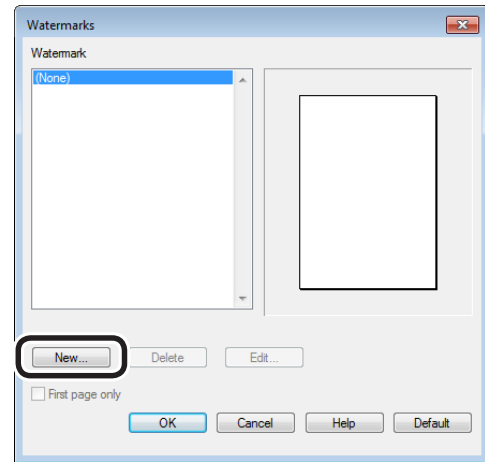 Watermarks
Watermark
(None)
New... Delete Edit...
First page only
OK Cancel Help Default